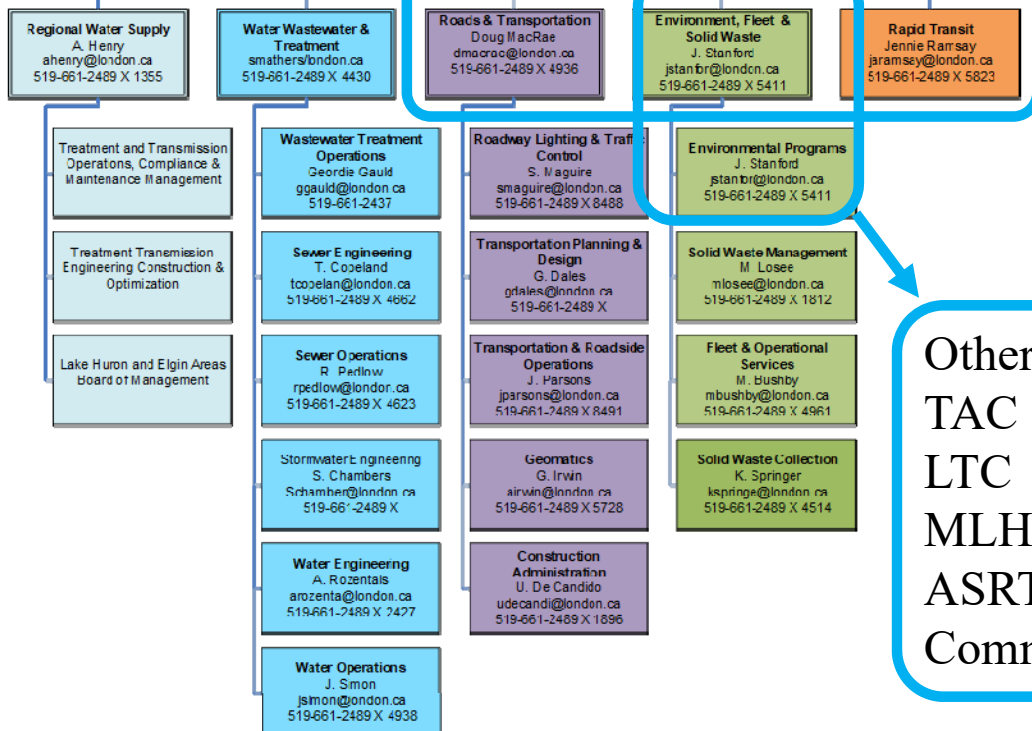 Regional Water Supply
A. Henry
ahenry@london.ca
519-661-2489 X 1355
Water Wastewater &
Treatment
smathers/london.ca
519-661-2489 X 4430
Roads & Transportation
Doug MacRae
dmacrae@london.ca
519-661-2489 X 4936
Environment, Fleet &
Solid Waste
J. Stanford
jstanfor@london.ca
519-661-2489 X 5411
Rapid Transit
Jennie Ramsay
jaramsay@london.ca
519-661-2489 X 5823
Treatment and Transmission
Operations, Compliance &
Maintenance Management
Treatment Transmission
Engineering Construction &
Optimization
Lake Huron and Elgin Areas
Board of Management
Wastewater Treatment
Operations
Geordie Gauld
ggauld@london.ca
519-661-2437
Sewer Engineering
T. Copeland
tcopelan@london.ca
519-661-2489 X 4662
Sewer Operations
R. Pedlow
rpedlow@london.ca
519-661-2489 X 4623
Stormwater Engineering
S. Chambers
Schamber@london.ca
519-661-2489 X
Water Engineering
A. Rozentals
arozenta@london.ca
519-661-2489 X 2427
Water Operations
J. Simon
jsimon@london.ca
519-661-2489 X 4938
Roadway Lighting & Traffic
Control
S. Maguire
smaguire@london.ca
519-661-2489 X 8488
Transportation Planning &
Design
G. Dales
gdales@london.ca
519-661-2489 X
Transportation & Roadside
Operations
J. Parsons
jparsons@london.ca
519-661-2489 X 8491
Geomatics
G. Irwin
airwin@london.ca
519-661-2489 X 5728
Construction
Administration
U. De Candido
udecandi@london.ca
519-661-2489 X 1896
Environmental Programs
J. Stanford
jstanfor@london.ca
519-661-2489 X 5411
Solid Waste Management
M. Losee
mlosee@london.ca
519-661-2489 X 1812
Fleet & Operational
Services
M. Bushby
mbushby@london.ca
519-661-2489 X 4961
Solid Waste Collection
K. Springer
kspringe@london.ca
519-661-2489 X 4514
Other
TAC
LTC
MLH
ASRT
Comm